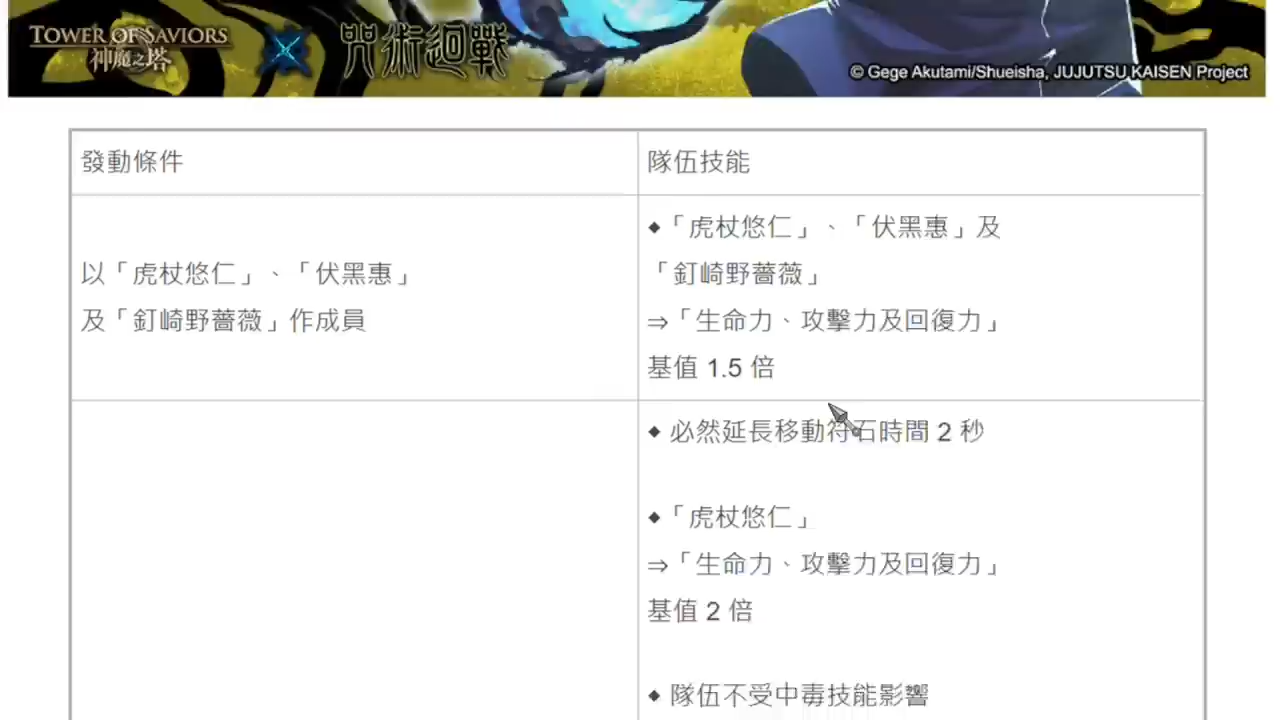 TOWER OF SAVIORS
神魔之塔
咒術迴戰
© Gege Akutami/Shueisha, JUJUTSU KAISEN Project
發動條件
隊伍技能
以「虎杖悠仁」、「伏黑惠」
及「釘崎野薔薇」作成員
◆「虎杖悠仁」、「伏黑惠」及
「釘崎野薔薇」
⇒「生命力、攻擊力及回復力」
基值 1.5 倍
◆ 必然延長移動符石時間 2 秒
◆「虎杖悠仁」
⇒「生命力、攻擊力及回復力」
基值 2 倍
◆ 隊伍不受中毒技能影響